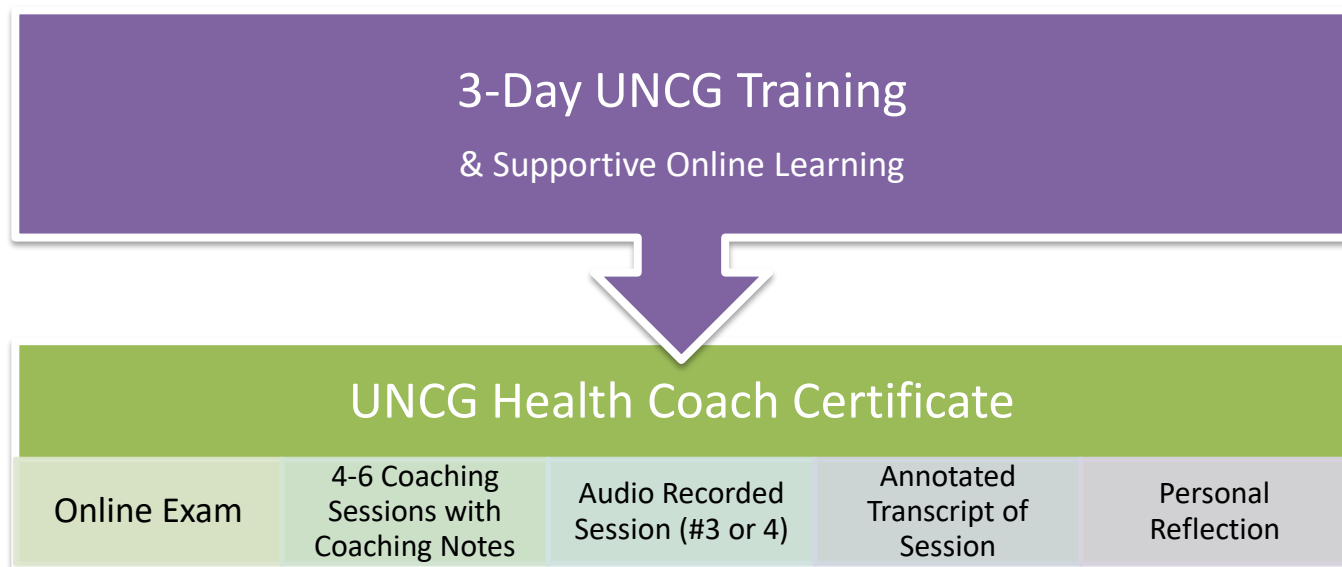 3-Day UNCG Training
& Supportive Online Learning
UNCG Health Coach Certificate
Online Exam
4-6 Coaching
Sessions with
Coaching Notes
Audio Recorded
Session (#3 or 4)
Annotated
Transcript of
Session
Personal
Reflection